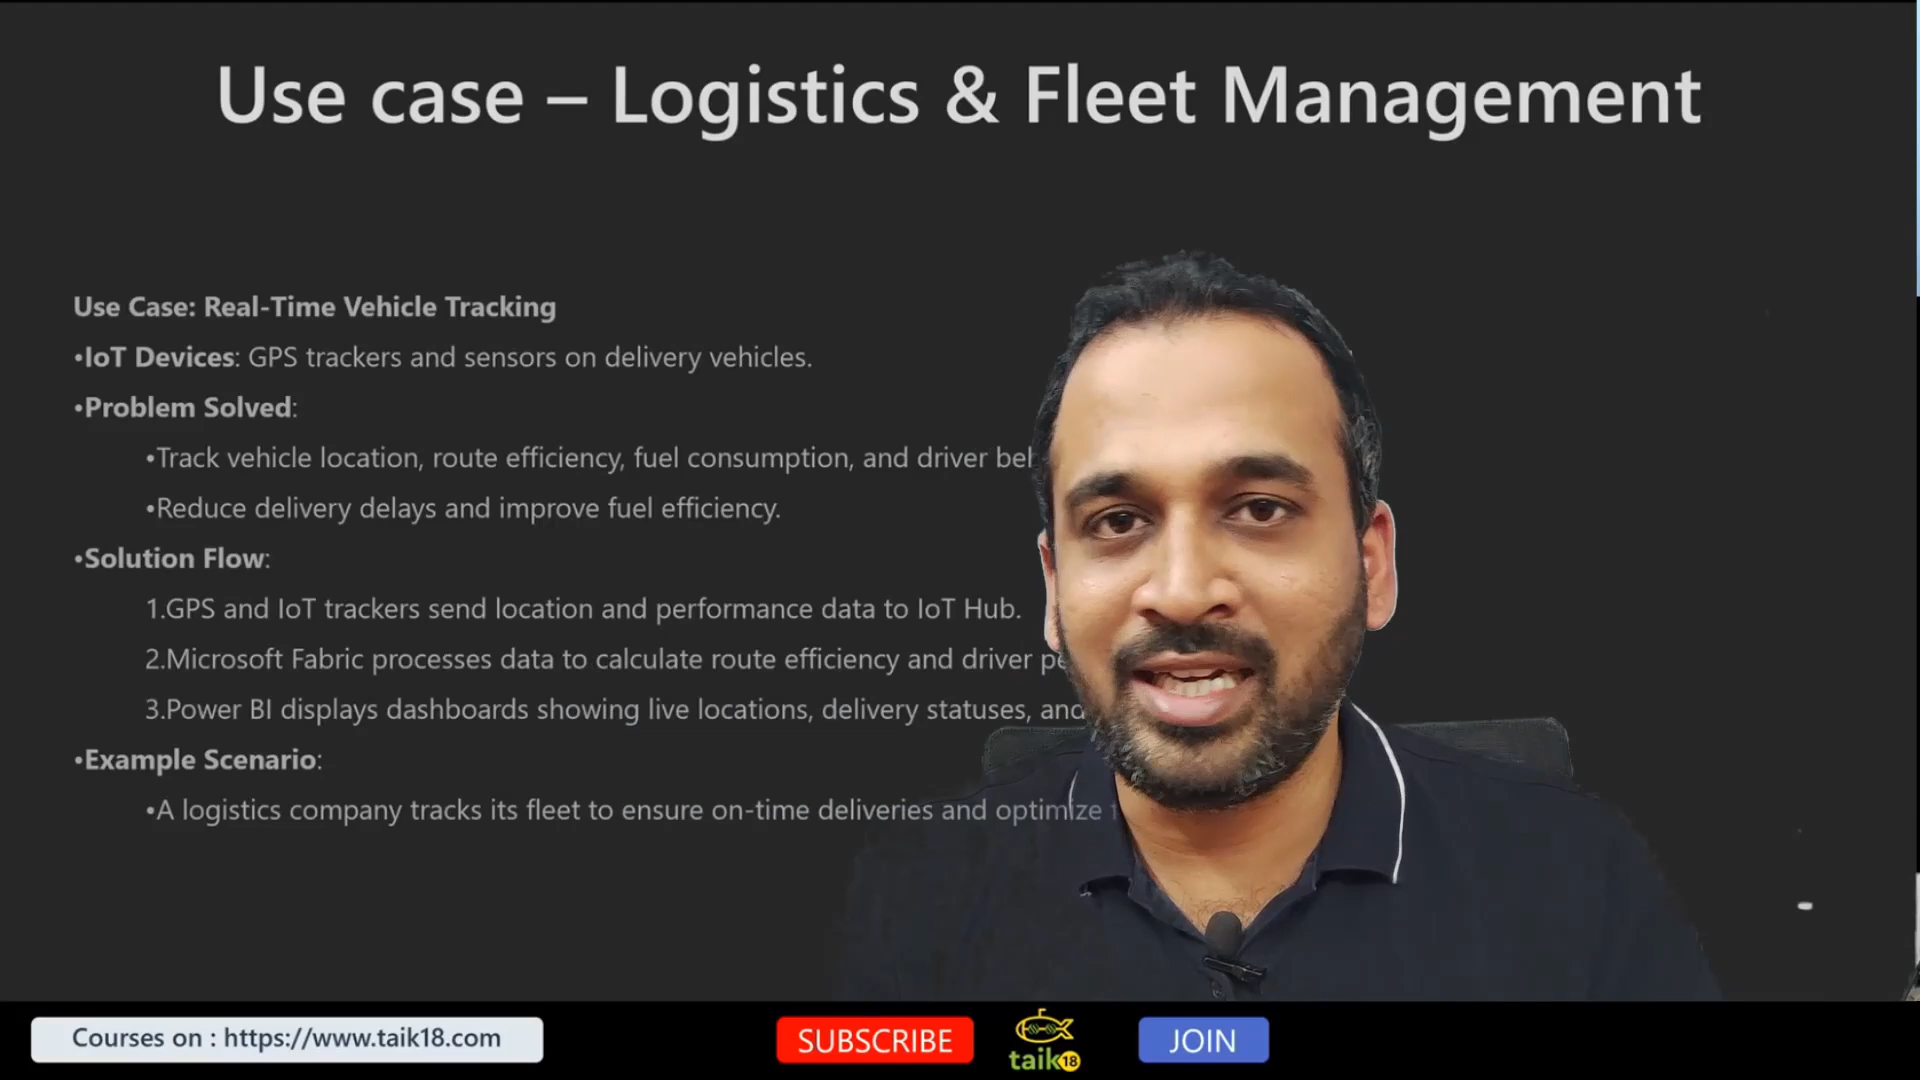 Use case – Logistics & Fleet Management
Use Case: Real-Time Vehicle Tracking
•IoT Devices: GPS trackers and sensors on delivery vehicles.
•Problem Solved:
•Track vehicle location, route efficiency, fuel consumption, and driver
•Reduce delivery delays and improve fuel efficiency.
•Solution Flow:
1.GPS and IoT trackers send location and performance data to IoT Hub.
2.Microsoft Fabric processes data to calculate route efficiency and driver
3.Power BI displays dashboards showing live locations, delivery statuses, and
•Example Scenario:
•A logistics company tracks its fleet to ensure on-time deliveries and optimize
Courses on : https://www.taik18.com
SUBSCRIBE
taik18
JOIN